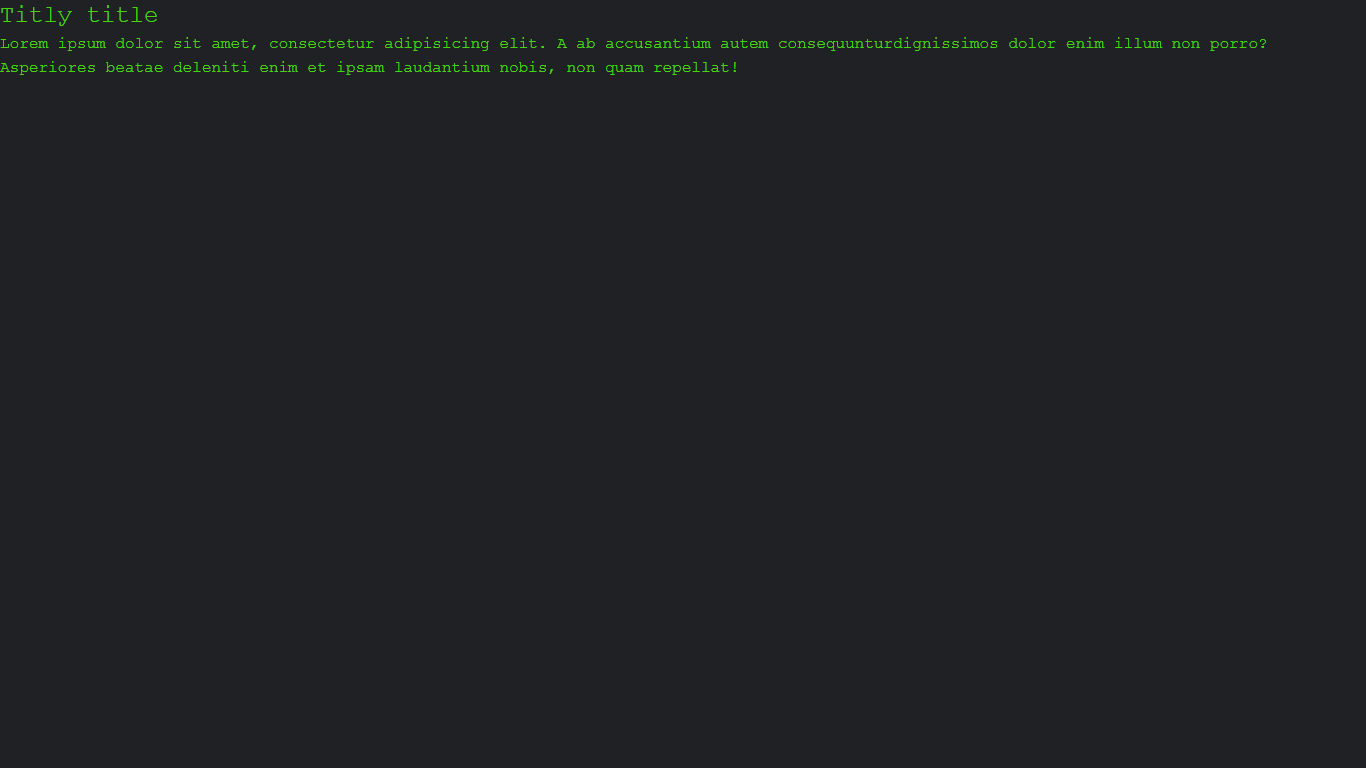 Titly title
Lorem ipsum dolor sit amet, consectetur adipisicing elit. A ab accusantium autem consequunturdignissimos dolor enim illum non porro?
Asperiores beatae deleniti enim et ipsam laudantium nobis, non quam repellat!